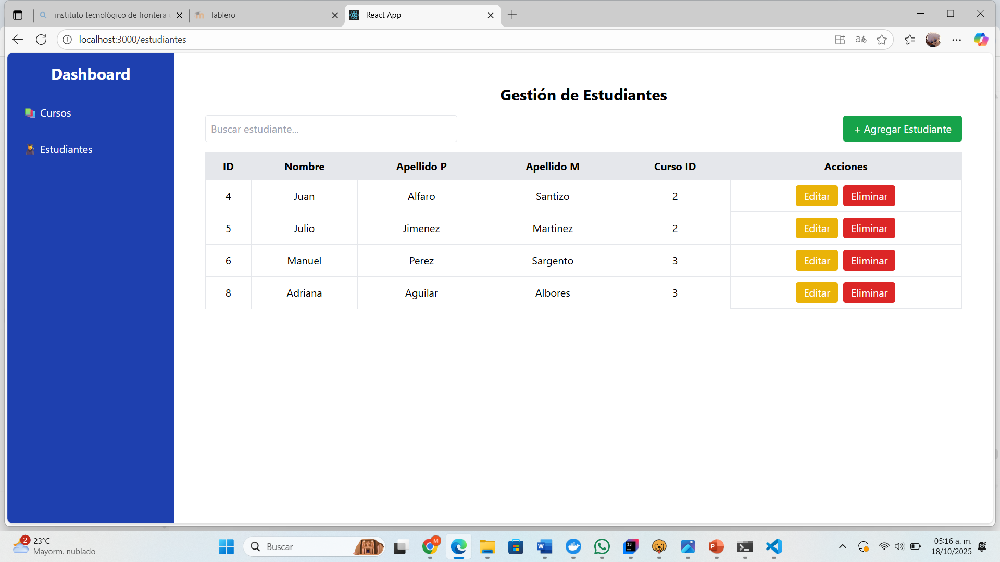 instituto tecnológico de frontera
Tablero
React App
localhost:3000/estudiantes
aあ
Dashboard
Cursos
Estudiantes
Gestión de Estudiantes
Buscar estudiante...
+ Agregar Estudiante
ID Nombre Apellido P Apellido M Curso ID Acciones
4 Juan Alfaro Santizo 2 Editar Eliminar
5 Julio Jimenez Martinez 2 Editar Eliminar
6 Manuel Perez Sargento 3 Editar Eliminar
8 Adriana Aguilar Albores 3 Editar Eliminar
2
23°C
Mayorm. nublado
Buscar
M
W
IJ
P
05:16 a. m.
18/10/2025